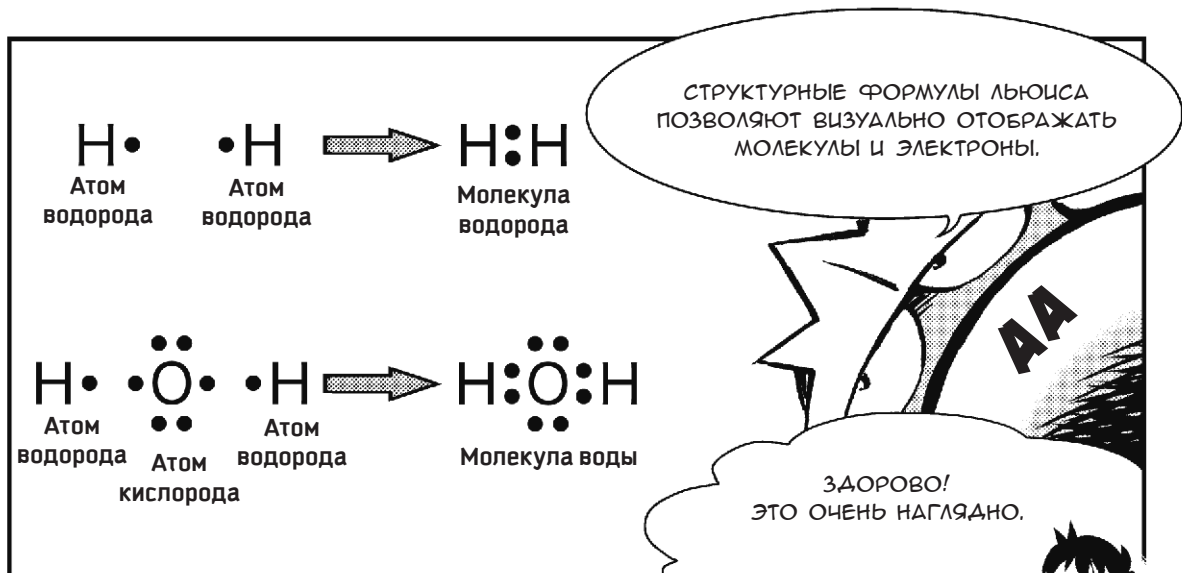 СТРУКТУРНЫЕ ФОРМУЛЫ ЛЬЮИСА
ПОЗВОЛЯЮТ ВИЗУАЛЬНО ОТОБРАЖАТЬ
МОЛЕКУЛЫ И ЭЛЕКТРОНЫ.
H• •H H:H
Атом
водорода
Атом
водорода
Молекула
водорода
АА
H• •O• •H H:O:H
Атом
водорода
Атом
кислорода
Атом
водорода
Молекула воды
ЗДОРОВО!
ЭТО ОЧЕНЬ НАГЛЯДНО.